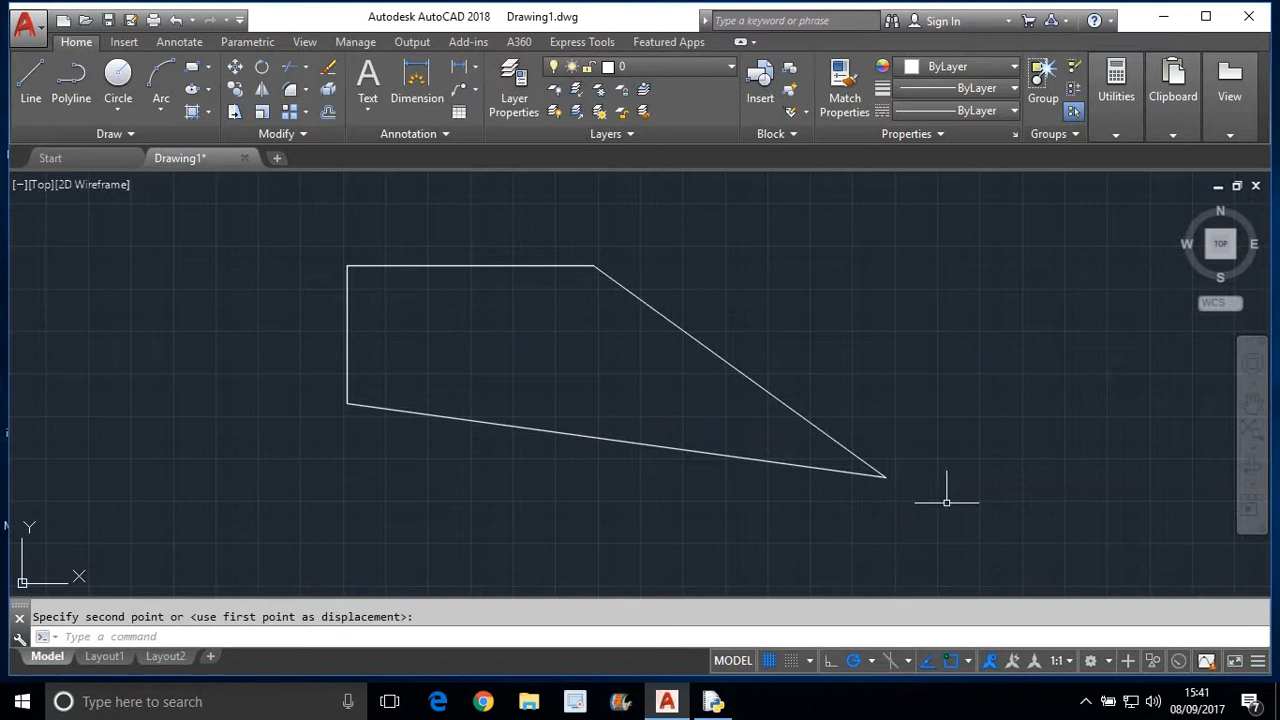 Autodesk AutoCAD 2018 Drawing1.dwg
Type a keyword or phrase
Sign In
Home Insert Annotate Parametric View Manage Output Add-ins A360 Express Tools Featured Apps
0
ByLayer
ByLayer
ByLayer
Line Polyline Circle Arc
Text Dimension
Layer
Properties
Insert
Match
Properties
Group
Utilities Clipboard View
Draw Modify Annotation Layers Block Properties Groups
Start Drawing1*
[−][Top][2D Wireframe]
N
W TOP E
S
WCS
Y
X
Specify second point or <use first point as displacement>:
Type a command
Model Layout1 Layout2
MODEL 1:1
Type here to search
15:41
08/09/2017
7